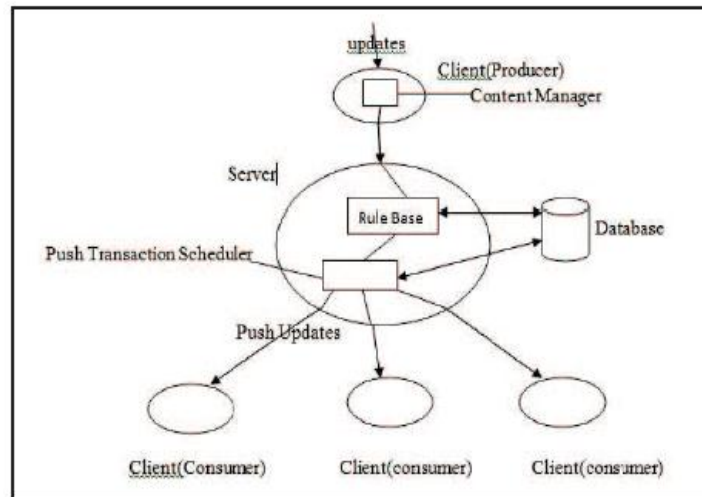 updates
Client(Producer)
Content Manager
Server
Rule Base
Database
Push Transaction Scheduler
Push Updates
Client(Consumer)
Client(consumer)
Client(consumer)